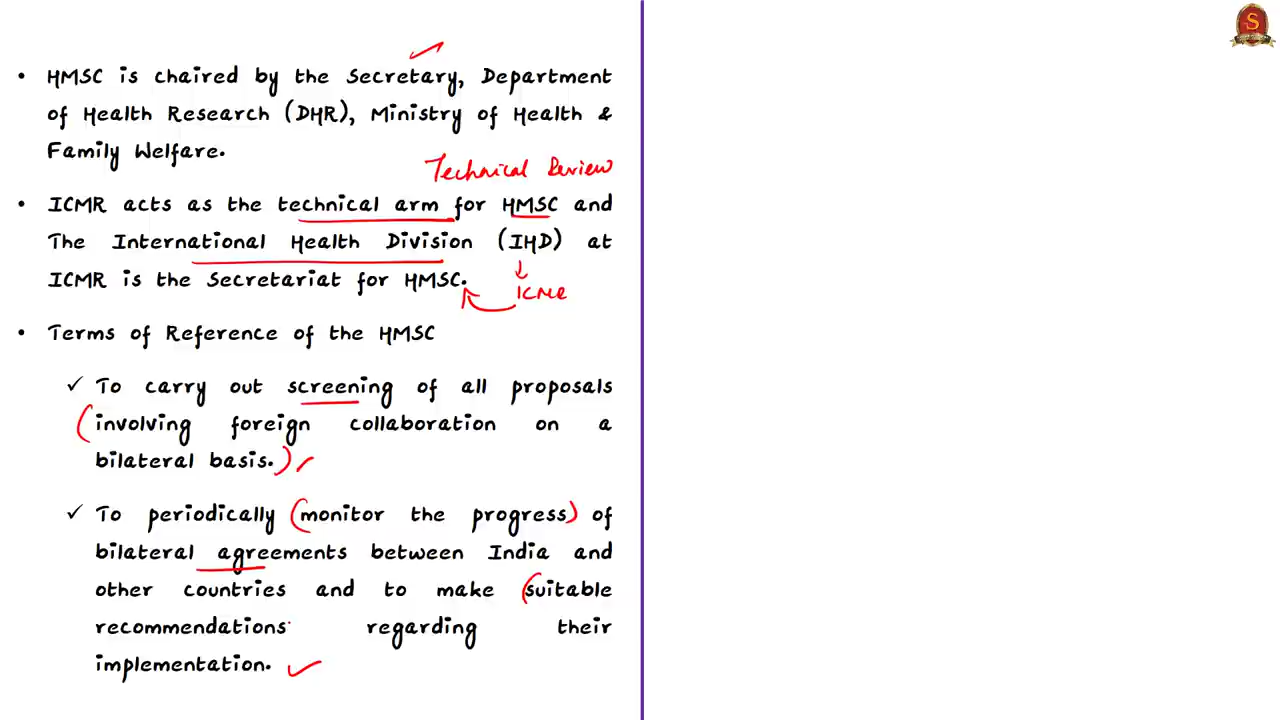 • HMSC is chaired by the Secretary, Department
of Health Research (DHR), Ministry of Health &
Family Welfare.
Technical Review
• ICMR acts as the technical arm for HMSC and
The International Health Division (IHD) at
ICMR is the Secretariat for HMSC.
ICMR
• Terms of Reference of the HMSC
✓ To carry out screening of all proposals
involving foreign collaboration on a
bilateral basis.
✓ To periodically monitor the progress of
bilateral agreements between India and
other countries and to make suitable
recommendations regarding their
implementation.
S